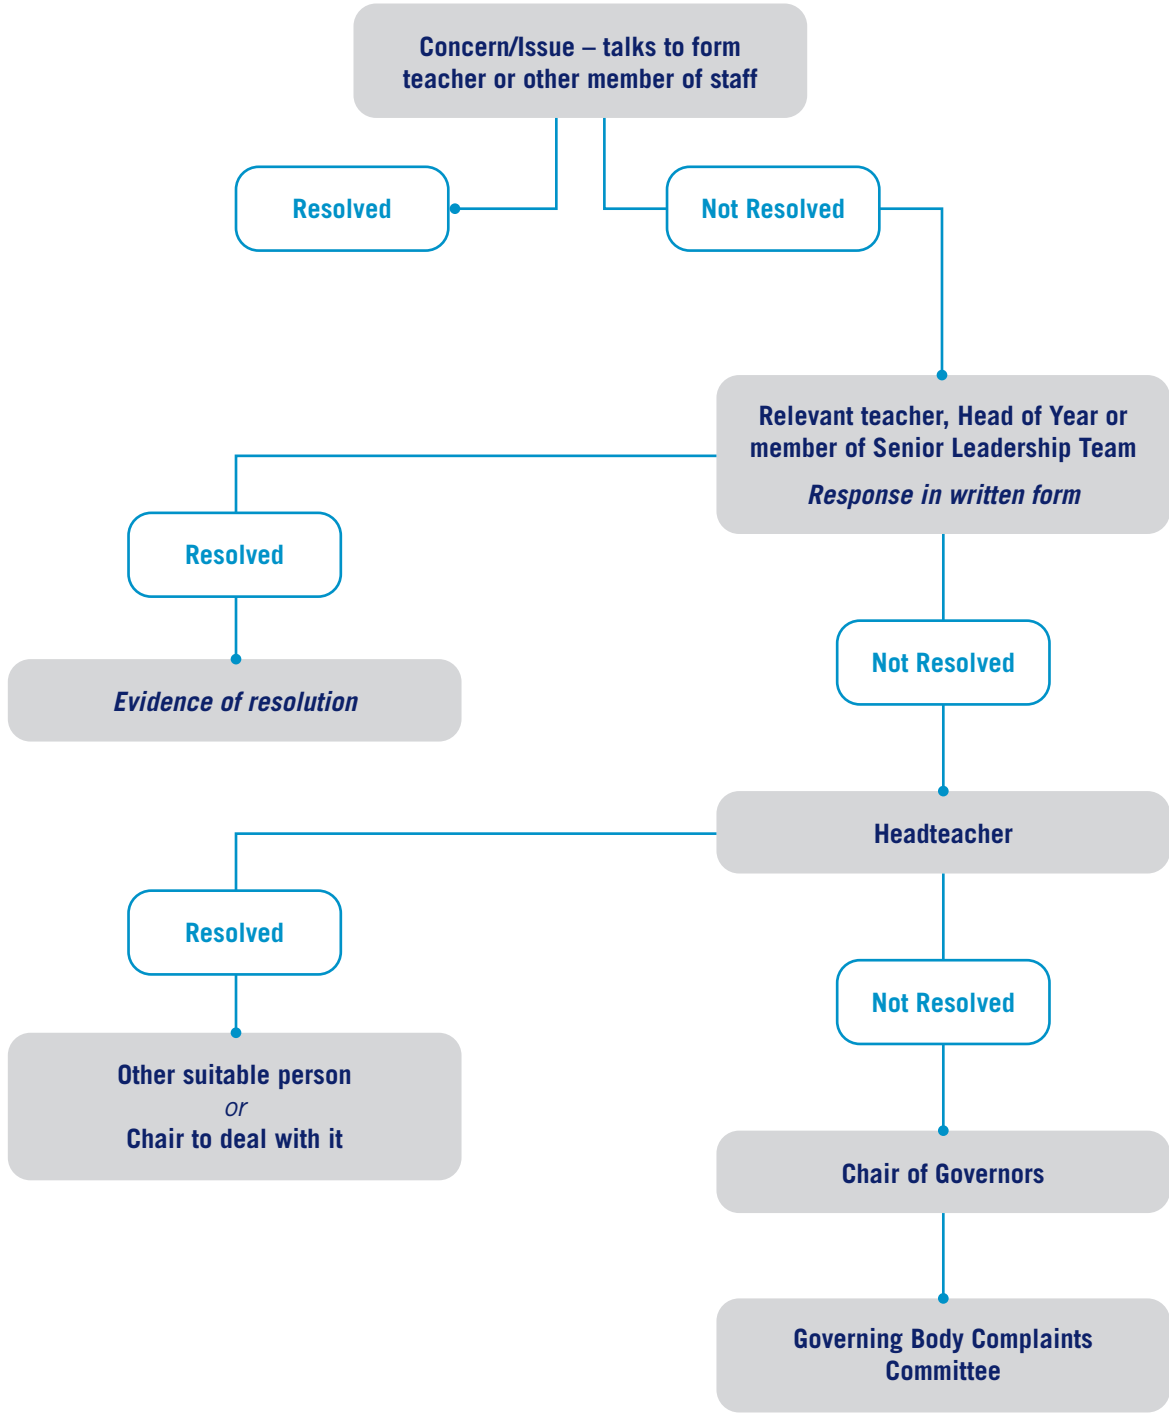 Concern/Issue – talks to form
teacher or other member of staff
Resolved
Not Resolved
Relevant teacher, Head of Year or
member of Senior Leadership Team
Response in written form
Resolved
Not Resolved
Evidence of resolution
Headteacher
Resolved
Not Resolved
Other suitable person
or
Chair to deal with it
Chair of Governors
Governing Body Complaints
Committee